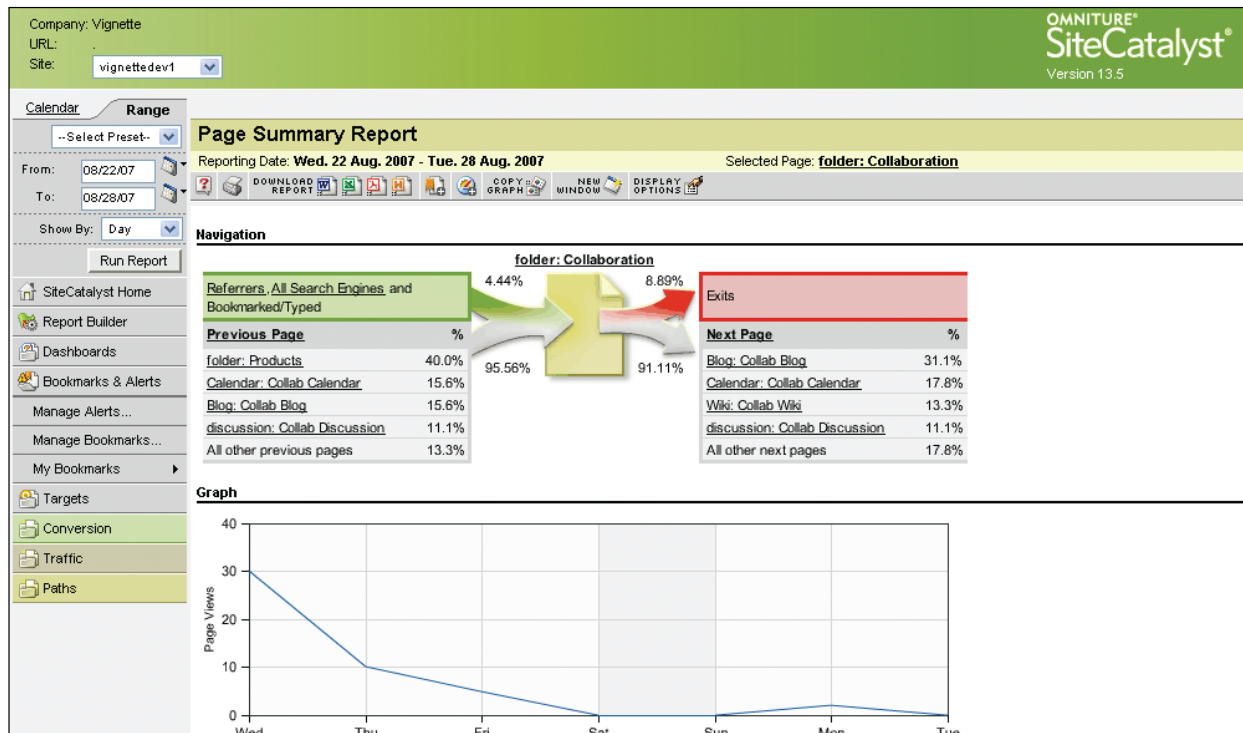 Company: Vignette
URL: .
Site: vignettedev1
OMNITURE®
SiteCatalyst®
Version 13.5
Calendar Range
--Select Preset--
From: 08/22/07
To: 08/28/07
Show By: Day
Run Report
SiteCatalyst Home
Report Builder
Dashboards
Bookmarks & Alerts
Manage Alerts...
Manage Bookmarks...
My Bookmarks
Targets
Conversion
Traffic
Paths
Page Summary Report
Reporting Date: Wed. 22 Aug. 2007 - Tue. 28 Aug. 2007 Selected Page: folder: Collaboration
DOWNLOAD REPORT COPY GRAPH NEW WINDOW DISPLAY OPTIONS
Navigation
folder: Collaboration
Referrers, All Search Engines and
Bookmarked/Typed
4.44% 8.89%
Exits
Previous Page %
folder: Products 40.0%
Calendar: Collab Calendar 15.6%
Blog: Collab Blog 15.6%
discussion: Collab Discussion 11.1%
All other previous pages 13.3%
95.56% 91.11%
Next Page %
Blog: Collab Blog 31.1%
Calendar: Collab Calendar 17.8%
Wiki: Collab Wiki 13.3%
discussion: Collab Discussion 11.1%
All other next pages 17.8%
Graph
Page Views
40
30
20
10
0
Wed Thu Fri Sat Sun Mon Tue